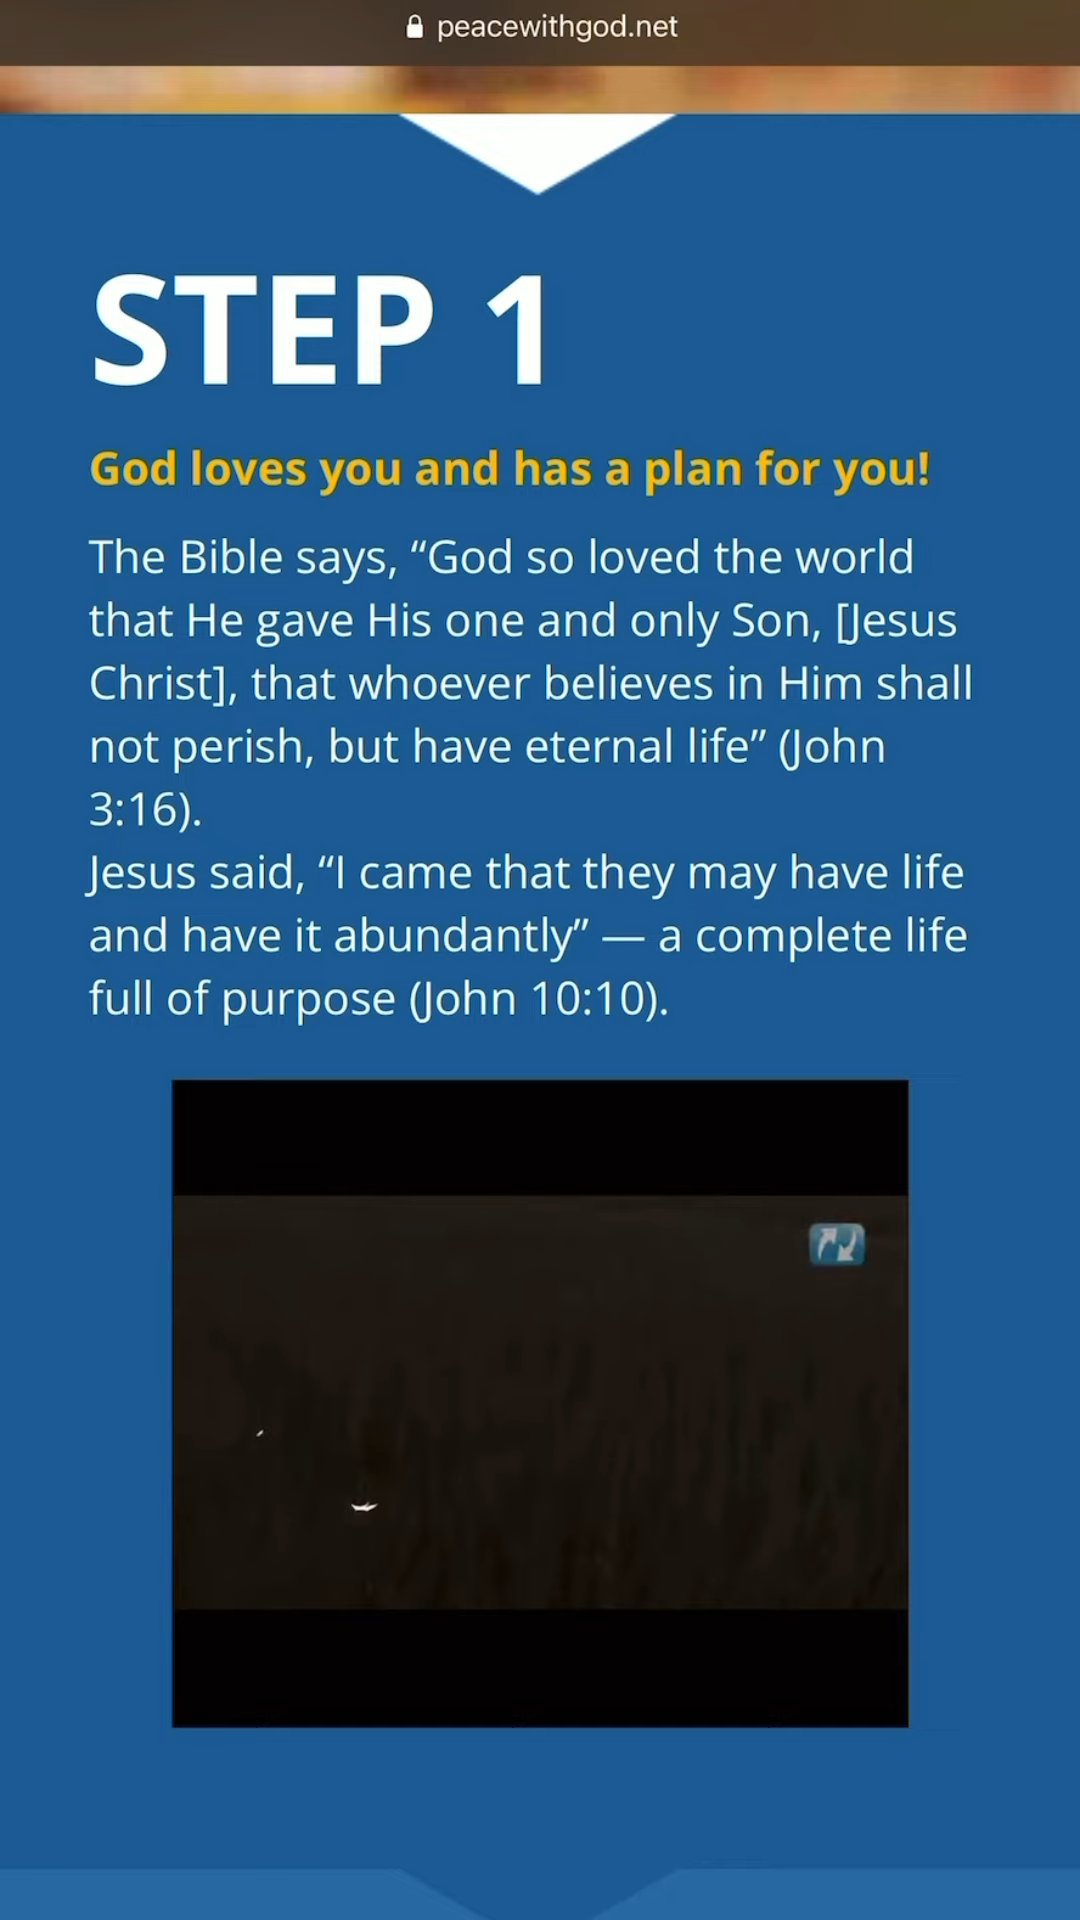 peacewithgod.net
STEP 1
God loves you and has a plan for you!
The Bible says, “God so loved the world
that He gave His one and only Son, [Jesus
Christ], that whoever believes in Him shall
not perish, but have eternal life” (John
3:16).
Jesus said, “I came that they may have life
and have it abundantly” — a complete life
full of purpose (John 10:10).